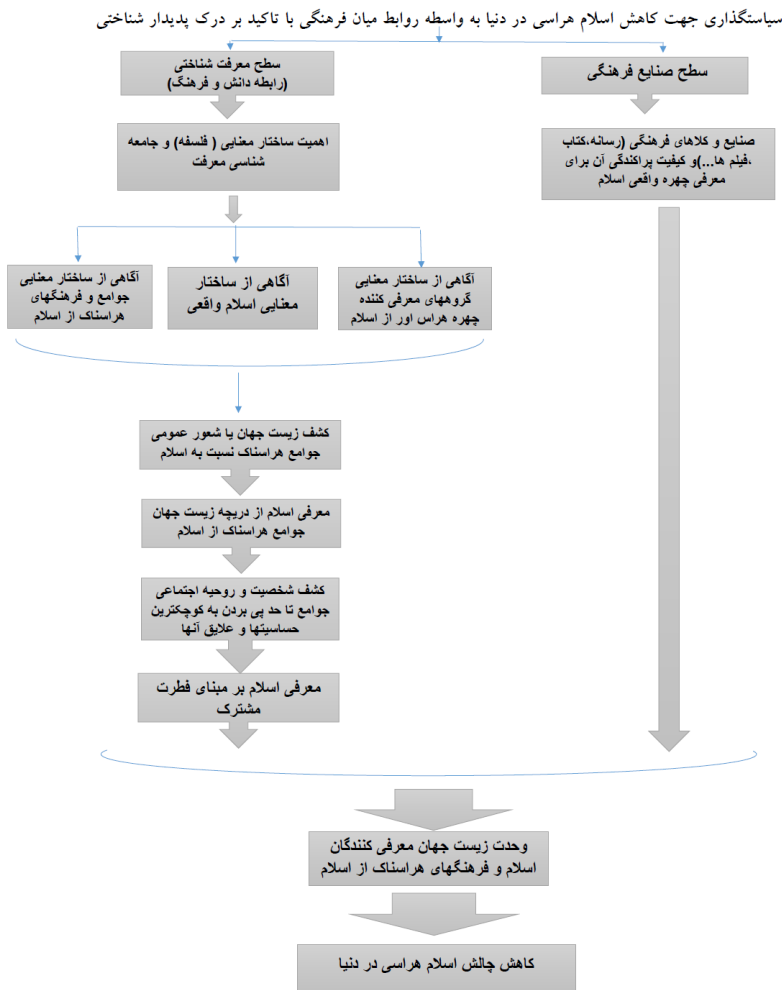 سیاستگذاری جهت کاهش اسلام هراسی در دنیا به واسطه روابط میان فرهنگی با تاکید بر درک پدیدار شناختی
سطح صنایع فرهنگی
صنایع و کلاهای فرهنگی (رسانه،کتاب
،فیلم ها...)و کیفیت پراکندگی آن برای
معرفی چهره واقعی اسلام
سطح معرفت شناختی
(رابطه دانش و فرهنگ)
اهمیت ساختار معنایی ( فلسفه) و جامعه
شناسی معرفت
آگاهی از ساختار معنایی
گروههای معرفی کننده
چهره هراس اور از اسلام
آگاهی از ساختار
معنایی اسلام واقعی
آگاهی از ساختار معنایی
جوامع و فرهنگهای
هراسناک از اسلام
کشف زیست جهان یا شعور عمومی
جوامع هراسناک نسبت به اسلام
معرفی اسلام از دریچه زیست جهان
جوامع هراسناک از اسلام
کشف شخصیت و روحیه اجتماعی
جوامع تا حد پی بردن به کوچکترین
حساسیتها و علایق آنها
معرفی اسلام بر مبنای فطرت
مشترک
وحدت زیست جهان معرفی کنندگان
اسلام و فرهنگهای هراسناک از اسلام
کاهش چالش اسلام هراسی در دنیا